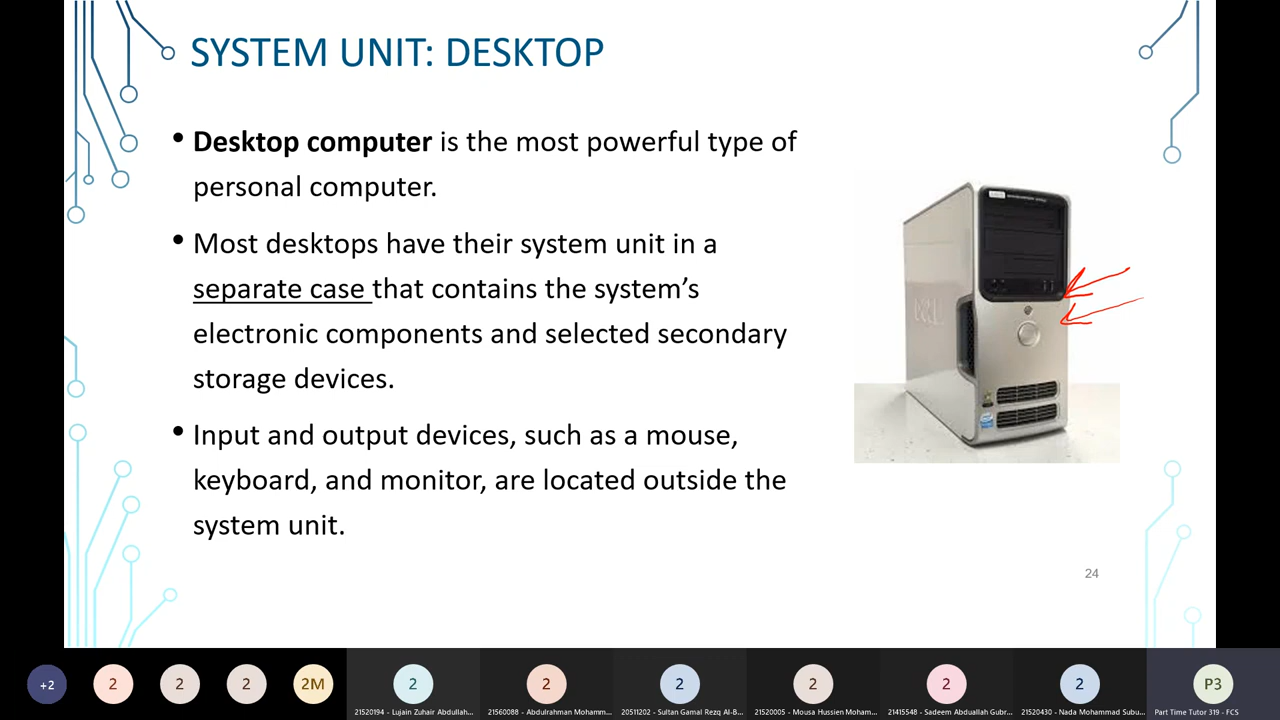 SYSTEM UNIT: DESKTOP
• Desktop computer is the most powerful type of
personal computer.
• Most desktops have their system unit in a
separate case that contains the system's
electronic components and selected secondary
storage devices.
• Input and output devices, such as a mouse,
keyboard, and monitor, are located outside the
system unit.
24
+2
2
2
2
2M
2
2
2
2
2
2
P3
21520194 - Lujain Zuhair Abdullah...
21560088 - Abdulrahman Mohamm...
20511202 - Sultan Gamal Rezq Al-B...
21520005 - Mousa Hussien Moham...
21415548 - Sadeem Abduallah Gubr...
21520430 - Nada Mohammad Subu...
Part Time Tutor 319 - FCS